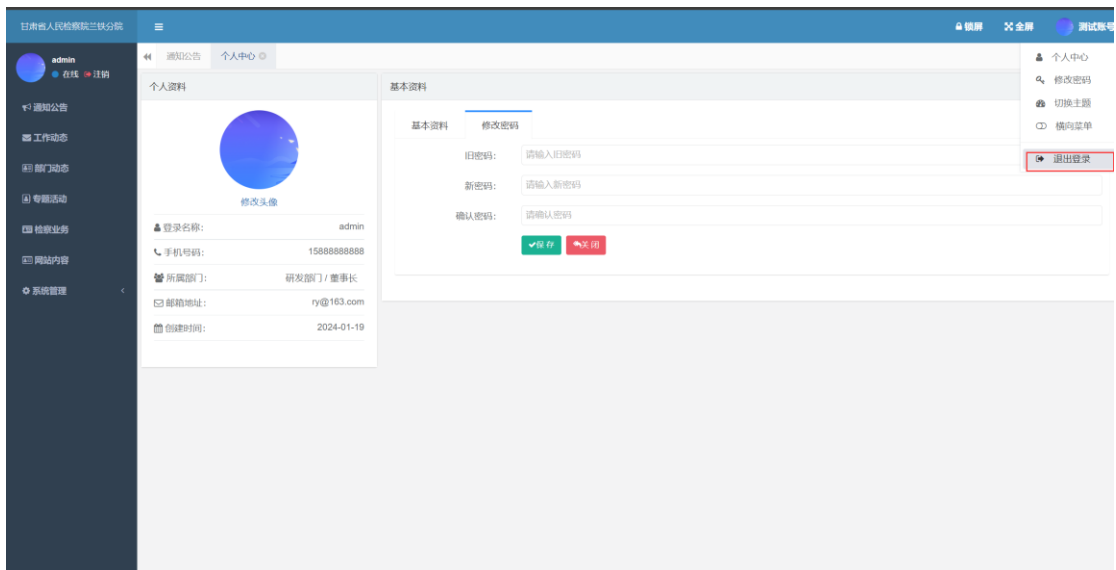 甘肃省人民检察院兰铁分院
锁屏 全屏 测试账号
admin
在线 注销
通知公告
工作动态
部门动态
专题活动
检察业务
网站内容
系统管理
通知公告 个人中心
个人资料
修改头像
登录名称： admin
手机号码： 15888888888
所属部门： 研发部门 / 董事长
邮箱地址： ry@163.com
创建时间： 2024-01-19
基本资料
基本资料 修改密码
旧密码： 请输入旧密码
新密码： 请输入新密码
确认密码： 请确认密码
保 存 关 闭
个人中心
修改密码
切换主题
横向菜单
退出登录